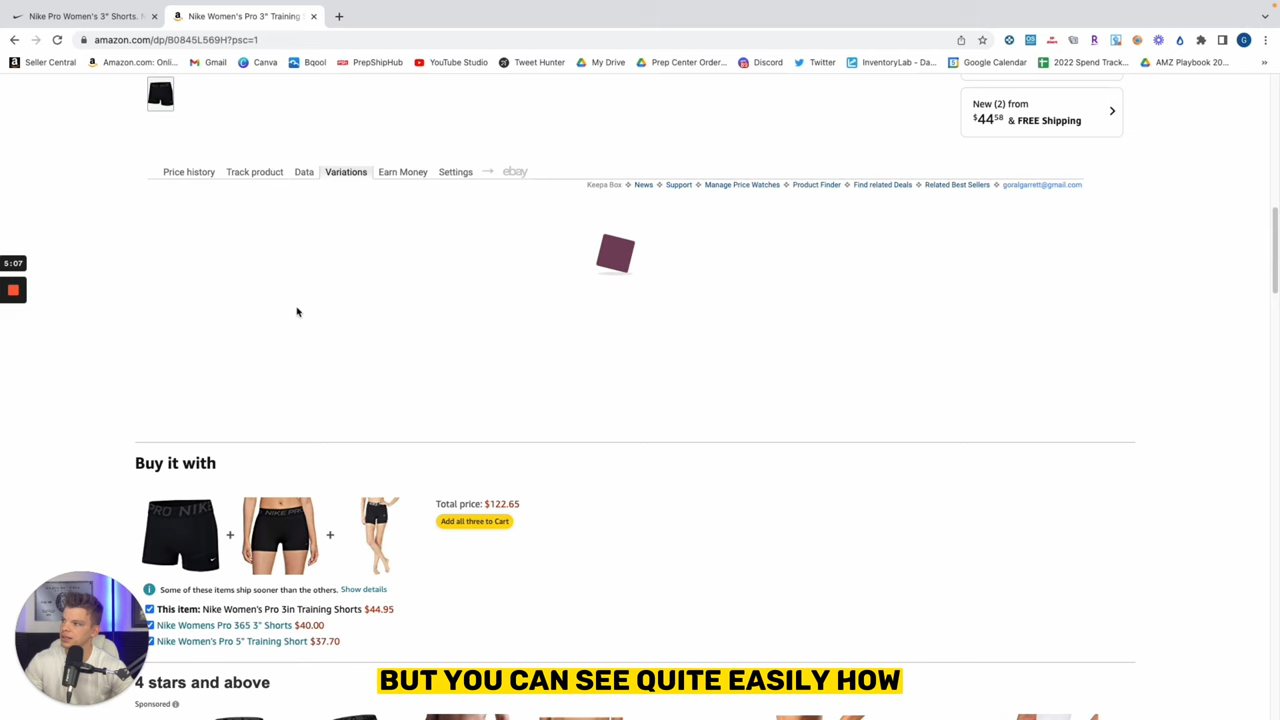 Nike Pro Women's 3" Shorts. N
Nike Women's Pro 3" Training S
amazon.com/dp/B0845L569H?psc=1
Seller Central
Amazon.com: Onli...
Gmail
Canva
Bqool
PrepShipHub
YouTube Studio
Tweet Hunter
My Drive
Prep Center Order...
Discord
Twitter
InventoryLab - Da...
Google Calendar
2022 Spend Track...
AMZ Playbook 20...
New (2) from
$44.58 & FREE Shipping
Price history
Track product
Data
Variations
Earn Money
Settings
ebay
Keepa Box
News
Support
Manage Price Watches
Product Finder
Find related Deals
Related Best Sellers
goralgarrett@gmail.com
5:07
Buy it with
Total price: $122.65
Add all three to Cart
Some of these items ship sooner than the others. Show details
This item: Nike Women's Pro 3in Training Shorts $44.95
Nike Womens Pro 365 3" Shorts $40.00
Nike Women's Pro 5" Training Short $37.70
BUT YOU CAN SEE QUITE EASILY HOW
4 stars and above
Sponsored